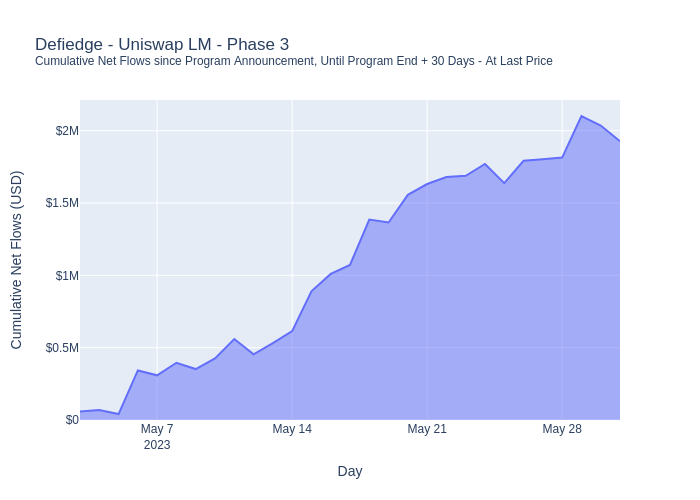 Defiedge - Uniswap LM - Phase 3
Cumulative Net Flows since Program Announcement, Until Program End + 30 Days - At Last Price
Cumulative Net Flows (USD)
$2M
$1.5M
$1M
$0.5M
$0
May 7
2023
May 14
May 21
May 28
Day